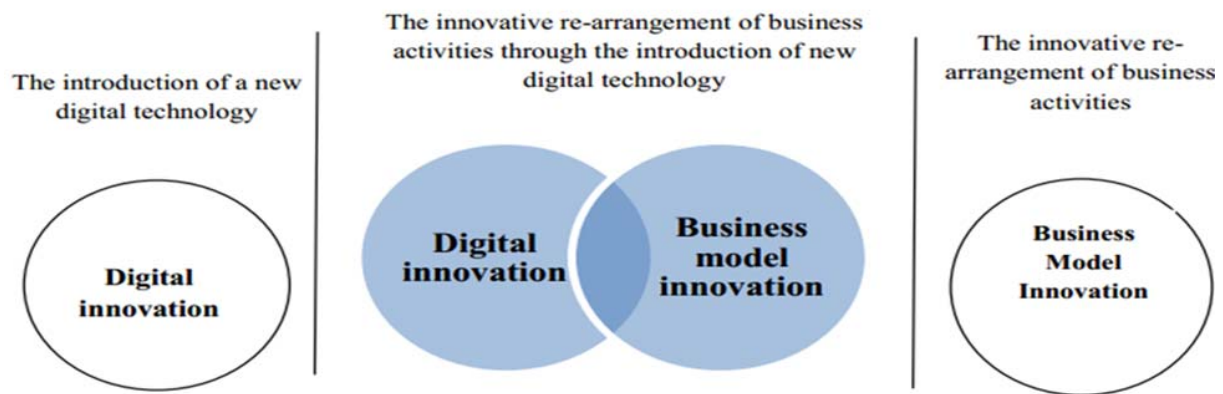 The introduction of a new
digital technology
Digital
innovation
The innovative re-arrangement of business
activities through the introduction of new
digital technology
Digital
innovation
Business
model
innovation
The innovative re-
arrangement of business
activities
Business
Model
Innovation